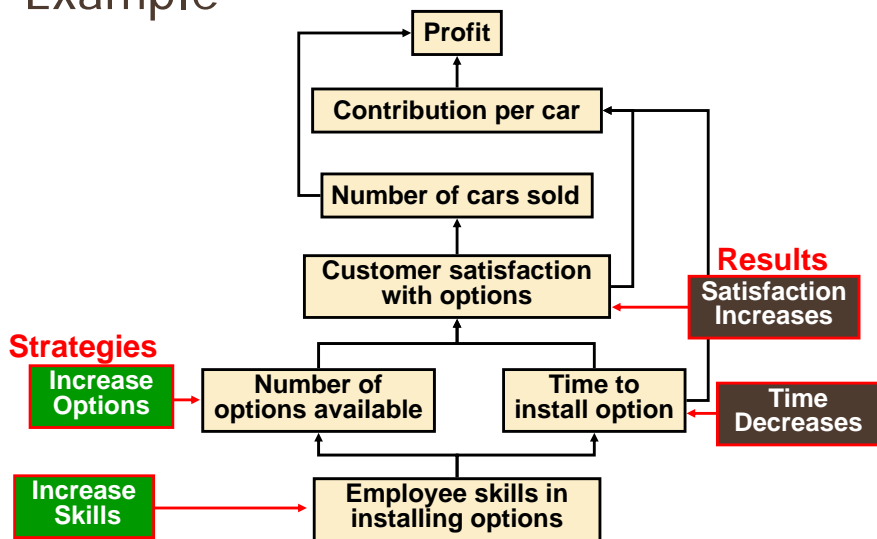 Example
Profit
Contribution per car
Number of cars sold
Customer satisfaction
with options
Results
Satisfaction
Increases
Strategies
Increase
Options
Number of
options available
Time to
install option
Time
Decreases
Increase
Skills
Employee skills in
installing options